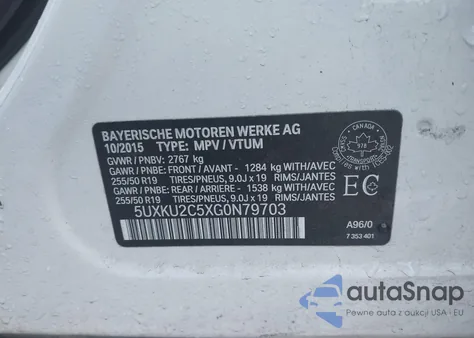 BAYERISCHE MOTOREN WERKE AG
10/2015 TYPE: MPV / VTUM
GVWR / PNBV: 2767 kg
GAWR / PNBE: FRONT / AVANT - 1284 kg WITH/AVEC
255/50 R19 TIRES/PNEUS, 9.0J x 19 RIMS/JANTES
GAWR / PNBE: REAR / ARRIERE - 1538 kg WITH/AVEC
255/50 R19 TIRES/PNEUS, 9.0J x 19 RIMS/JANTES
5UXKU2C5XG0N79703
CANADA
EC
A96/0
7 353 401
autoSnap
Pewne auta z aukcji USA i EU